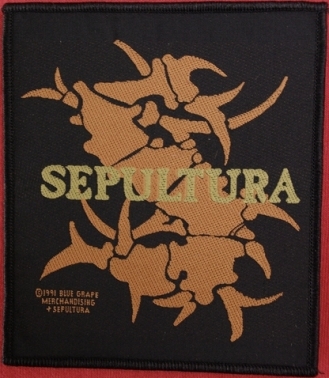 SEPULTURA
©1991 BLUE GRAPE
MERCHANDISING
+ SEPULTURA